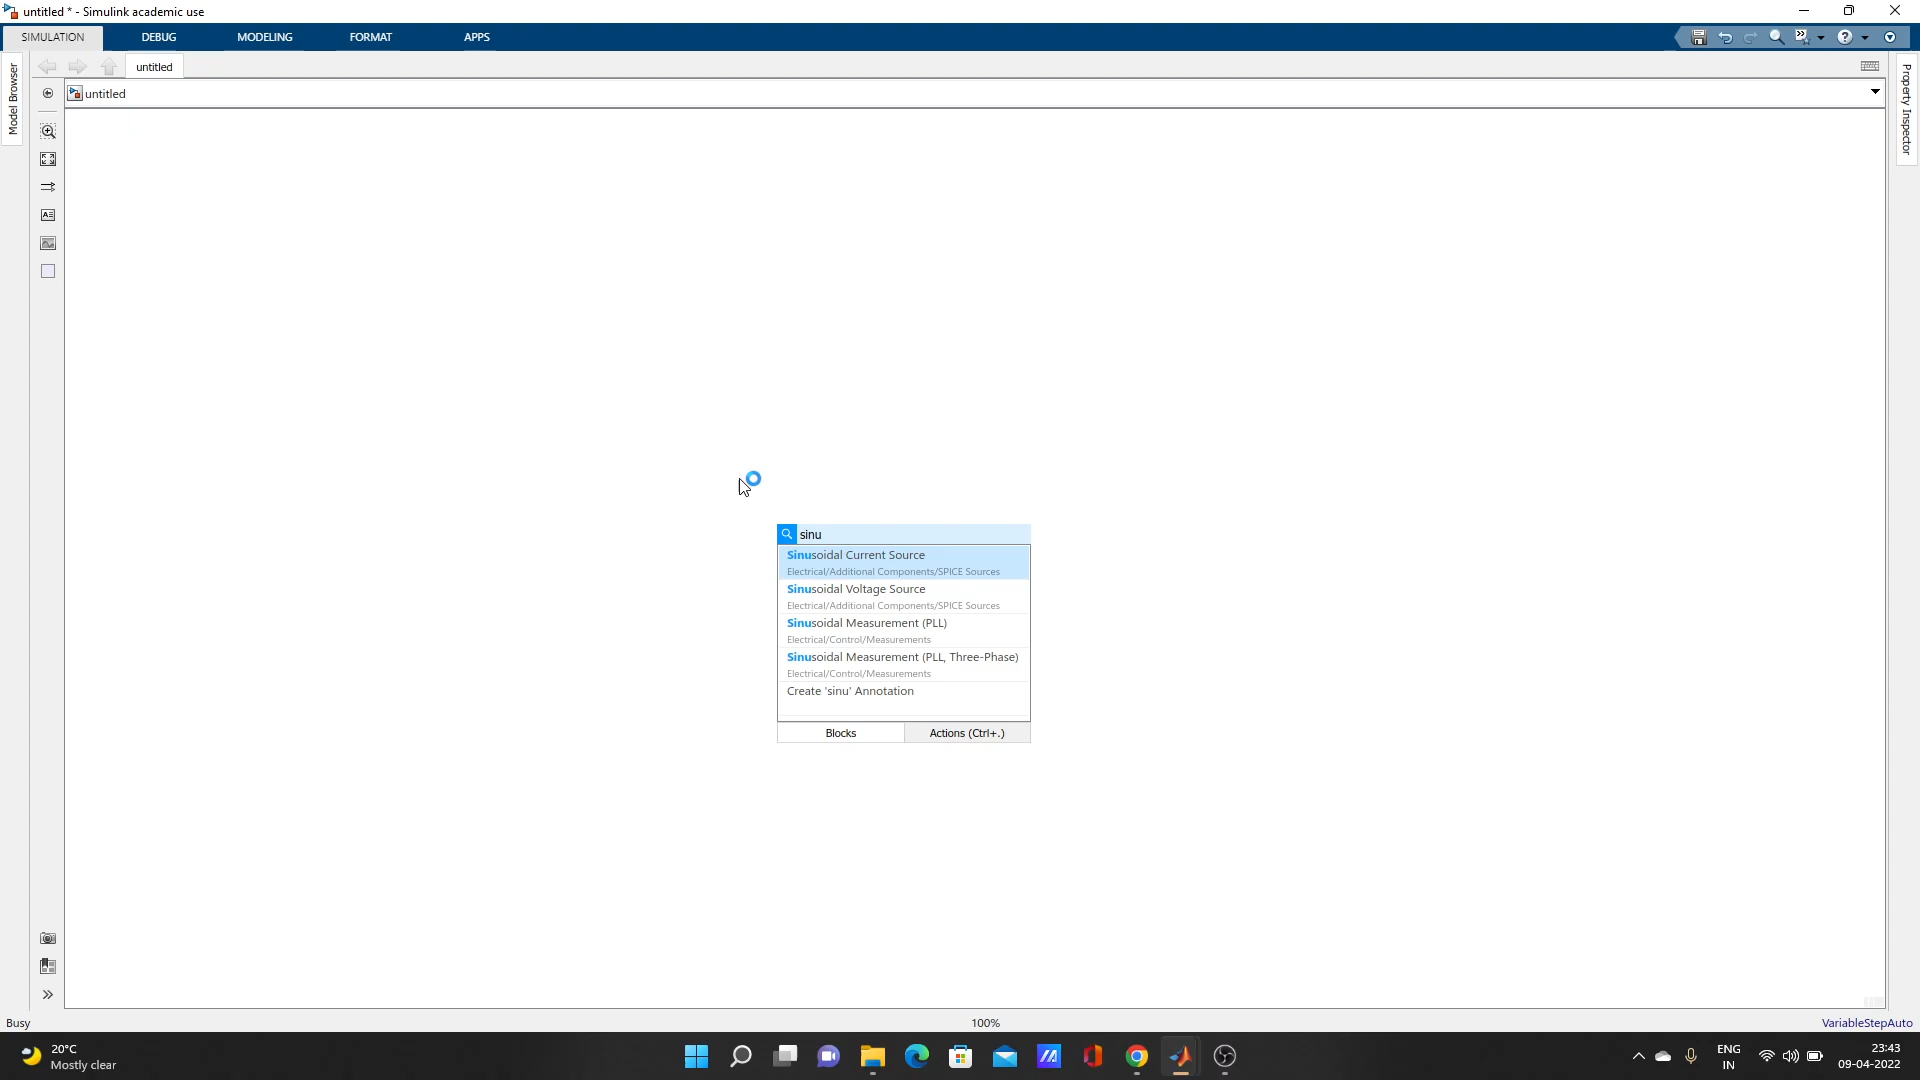 untitled * - Simulink academic use
SIMULATION
DEBUG
MODELING
FORMAT
APPS
Model Browser
untitled
Property Inspector
untitled
sinu
Sinusoidal Current Source
Electrical/Additional Components/SPICE Sources
Sinusoidal Voltage Source
Electrical/Additional Components/SPICE Sources
Sinusoidal Measurement (PLL)
Electrical/Control/Measurements
Sinusoidal Measurement (PLL, Three-Phase)
Electrical/Control/Measurements
Create 'sinu' Annotation
Blocks
Actions (Ctrl+.)
Busy
100%
VariableStepAuto
20°C
Mostly clear
ENG
IN
23:43
09-04-2022